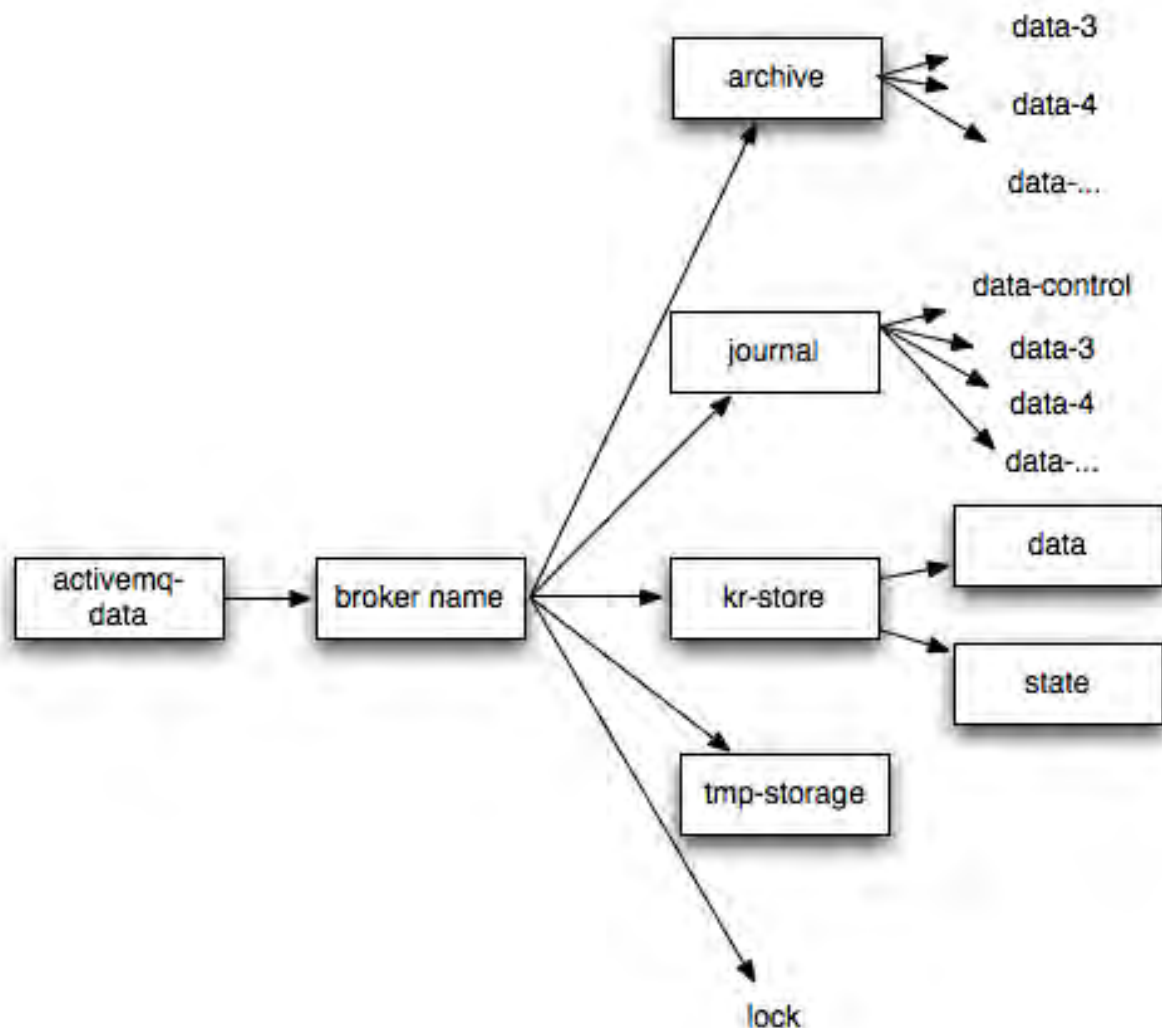 data-3
archive
data-4
data-...
data-control
journal
data-3
data-4
data-...
data
activemq-
data
broker name
kr-store
state
tmp-storage
lock